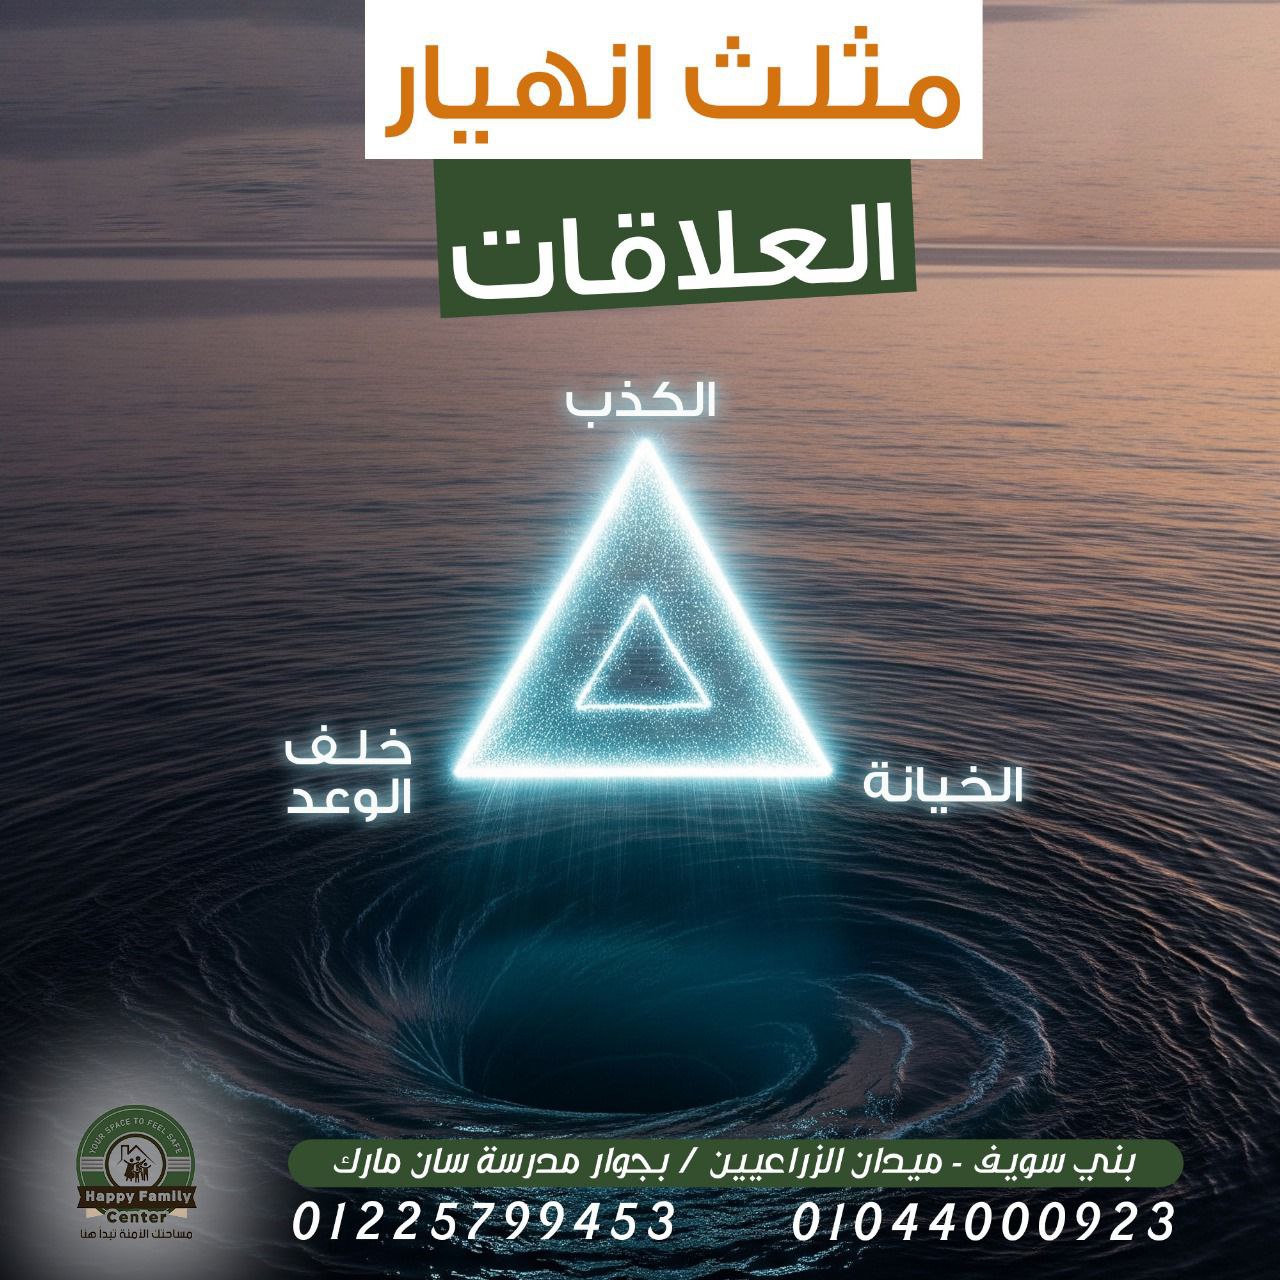 مثلث انهيار
العلاقات
الكذب
الخيانة
خلف
الوعد
بني سويف - ميدان الزراعيين / بجوار مدرسة سان مارك
01225799453
01044000923
YOUR SPACE TO FEEL SAFE
Happy Family
Center
مساحتك الآمنة تبدأ هنا